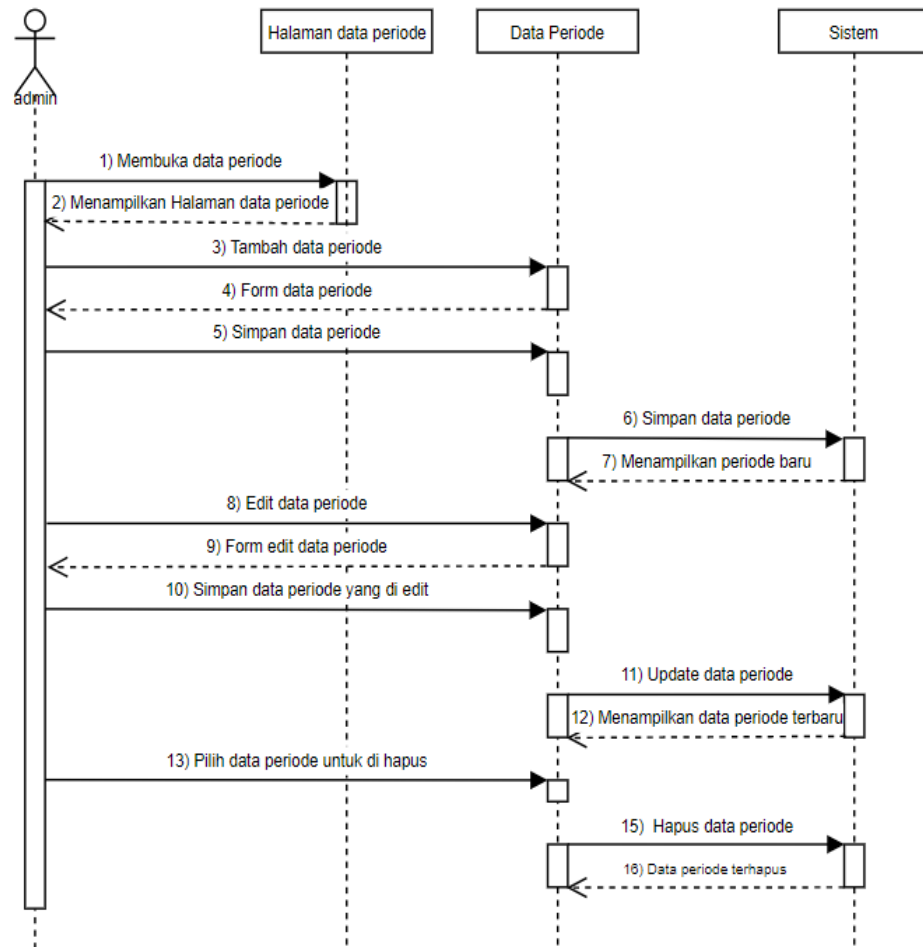 Halaman data periode
Data Periode
Sistem
admin
1) Membuka data periode
2) Menampilkan Halaman data periode
3) Tambah data periode
4) Form data periode
5) Simpan data periode
6) Simpan data periode
7) Menampilkan periode baru
8) Edit data periode
9) Form edit data periode
10) Simpan data periode yang di edit
11) Update data periode
12) Menampilkan data periode terbaru
13) Pilih data periode untuk di hapus
15) Hapus data periode
16) Data periode terhapus